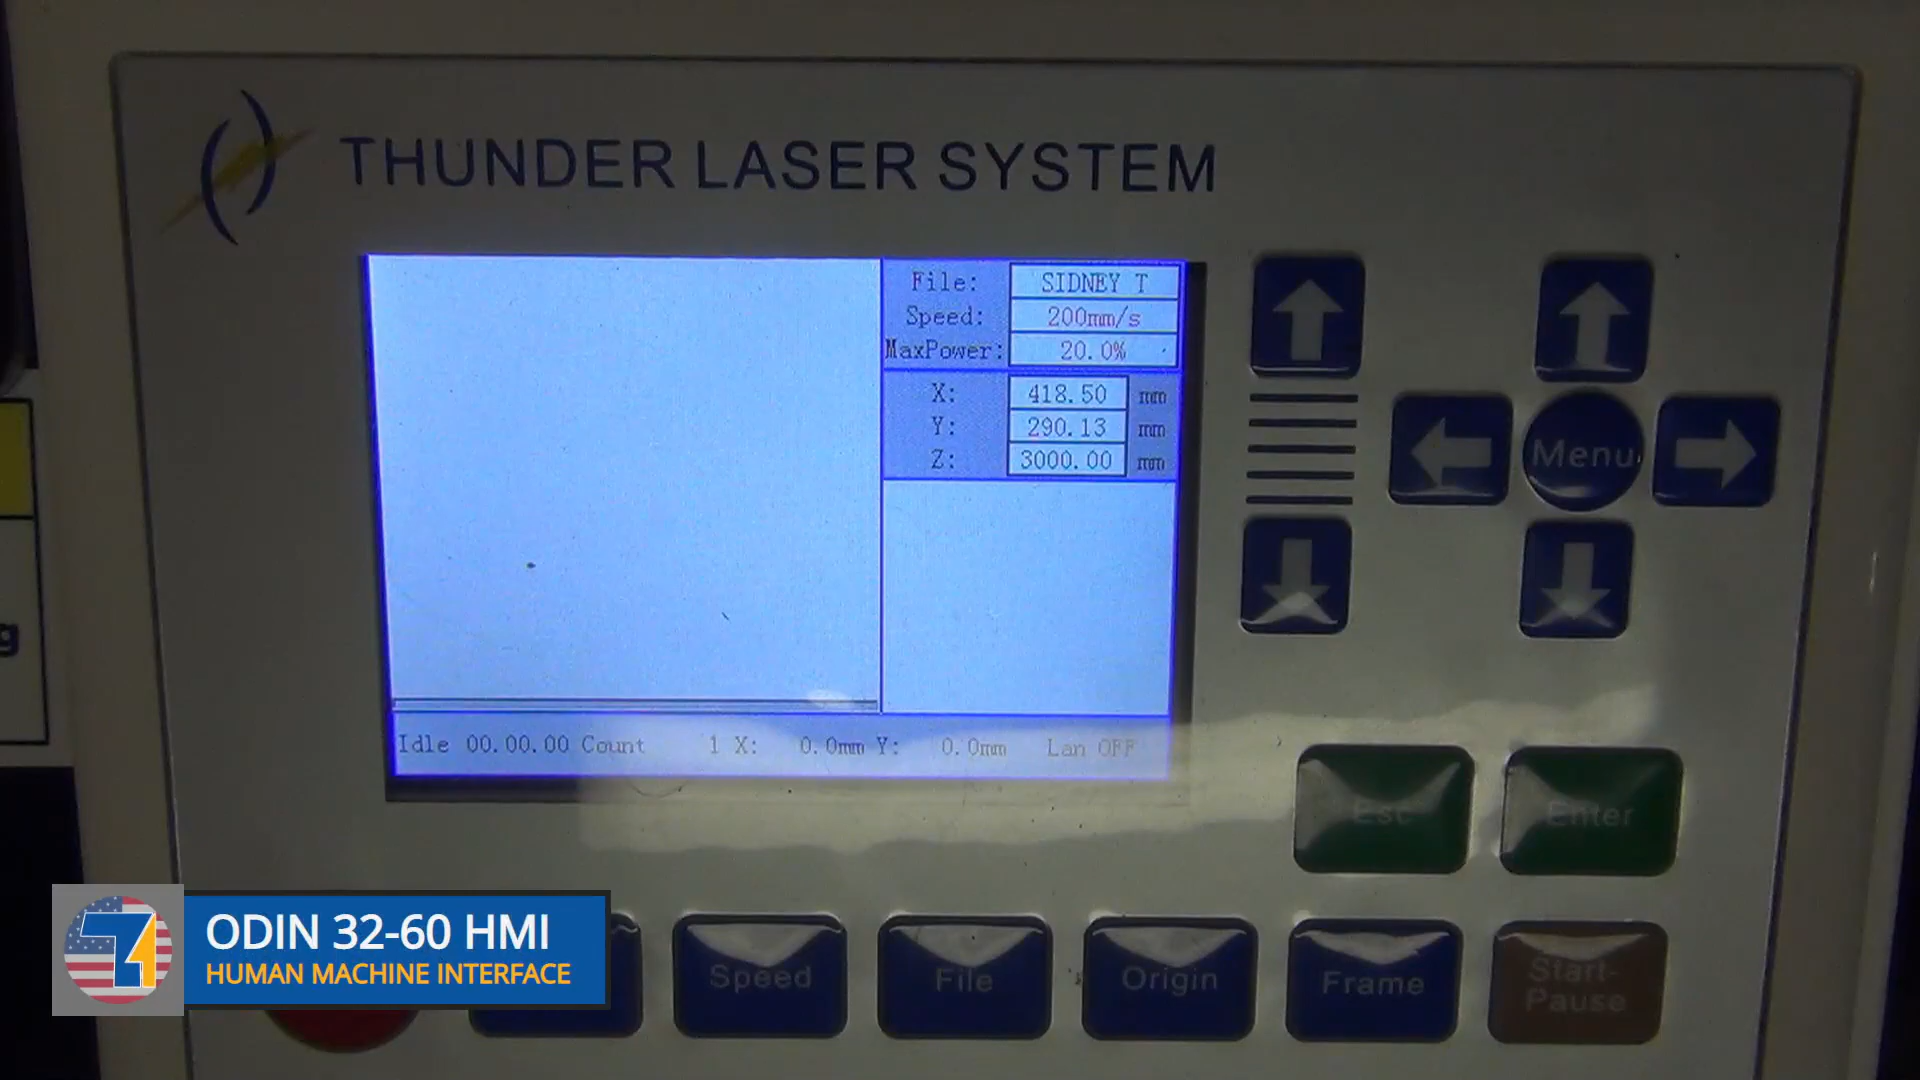 THUNDER LASER SYSTEM
File: SIDNEY T
Speed: 200mm/s
MaxPower: 20.0%
X: 418.50 mm
Y: 290.13 mm
Z: 3000.00 mm
Idle 00.00.00 Count 1 X: 0.0mm Y: 0.0mm Lan OFF
Menu
Esc
Enter
Speed
File
Origin
Frame
Start-
Pause
g
ODIN 32-60 HMI
HUMAN MACHINE INTERFACE